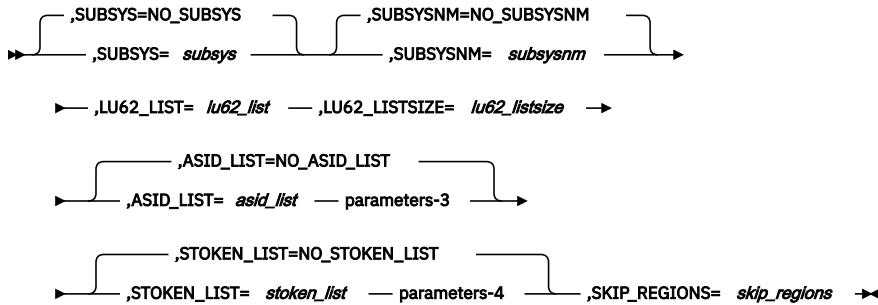 ,SUBSYS=NO_SUBSYS ,SUBSYSNM=NO_SUBSYSNM
,SUBSYS= subsys ,SUBSYSNM= subsysnm
,LU62_LIST= lu62_list ,LU62_LISTSIZE= lu62_listsize
,ASID_LIST=NO_ASID_LIST
,ASID_LIST= asid_list parameters-3
,STOKEN_LIST=NO_STOKEN_LIST
,STOKEN_LIST= stoken_list parameters-4 ,SKIP_REGIONS= skip_regions